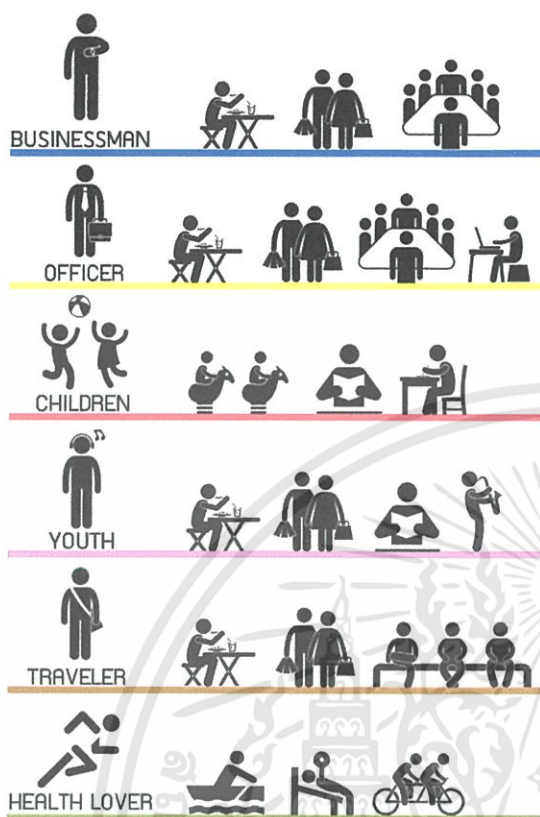 BUSINESSMAN
OFFICER
CHILDREN
YOUTH
TRAVELER
HEALTH LOVER